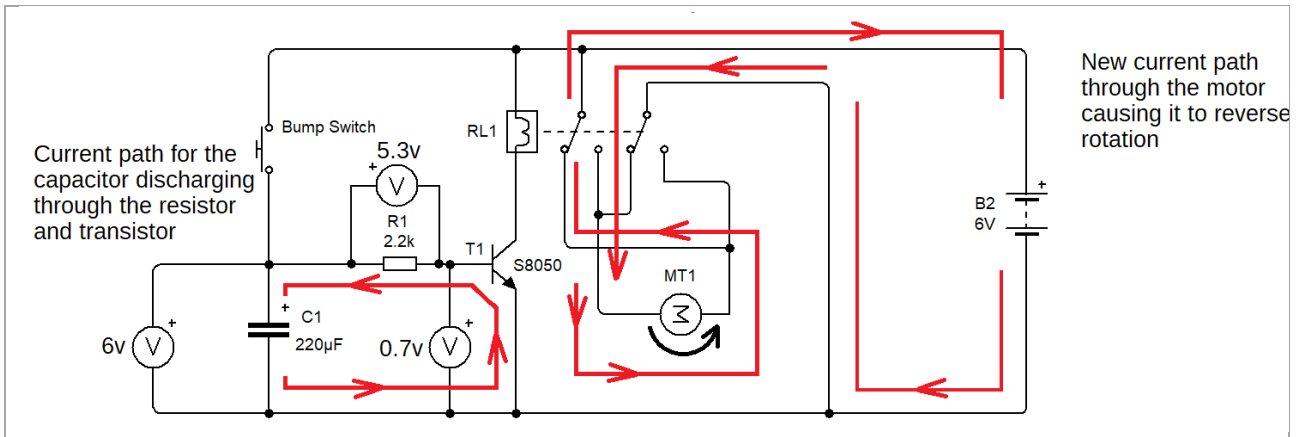 New current path
through the motor
causing it to reverse
rotation
Bump Switch
RL1
5.3v
Current path for the
capacitor discharging
through the resistor
and transistor
+
V
R1
2.2k
T1
S8050
+
B2
6V
MT1
M
+
C1
220µF
6v
+
V
0.7v
+
V